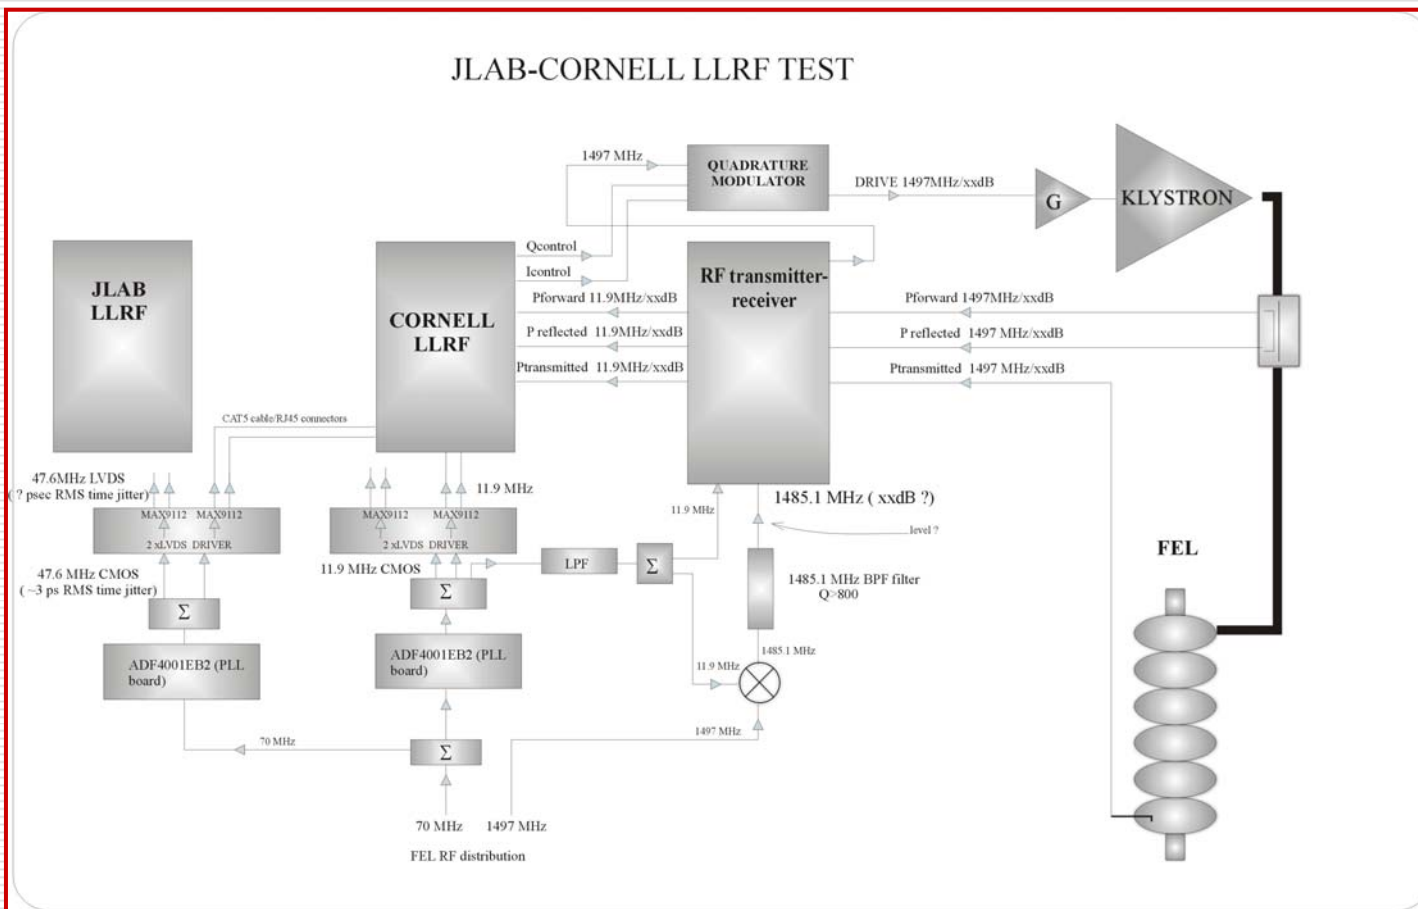 JLAB-CORNELL LLRF TEST
1497 MHz
QUADRATURE
MODULATOR
DRIVE 1497MHz/xxdB
G
KLYSTRON
Qcontrol
Icontrol
JLAB
LLRF
CORNELL
LLRF
RF transmitter-
receiver
Pforward 11.9MHz/xxdB
P reflected 11.9MHz/xxdB
Ptransmitted 11.9MHz/xxdB
Pforward 1497MHz/xxdB
P reflected 1497 MHz/xxdB
Ptransmitted 1497 MHz/xxdB
CAT5 cable/RJ45 connectors
47.6MHz LVDS
( ? psec RMS time jitter)
11.9 MHz
11.9 MHz
1485.1 MHz ( xxdB ?)
level ?
MAX9112 MAX9112
2 xLVDS DRIVER
MAX9112 MAX9112
2 xLVDS DRIVER
47.6 MHz CMOS
( ~3 ps RMS time jitter)
11.9 MHz CMOS
LPF
Σ
FEL
1485.1 MHz BPF filter
Q>800
Σ
Σ
ADF4001EB2 (PLL
board)
ADF4001EB2 (PLL
board)
1485.1 MHz
11.9 MHz
70 MHz
Σ
1497 MHz
70 MHz
1497 MHz
FEL RF distribution